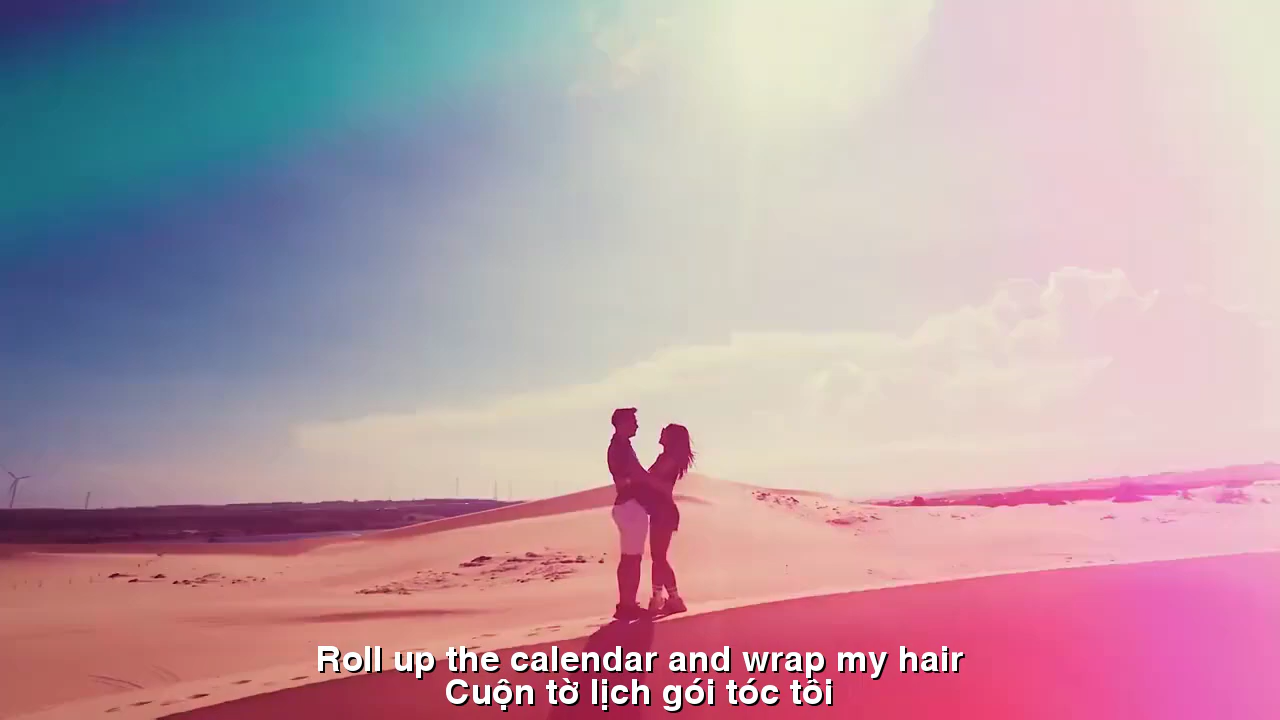 Roll up the calendar and wrap my hair
Cuộn tờ lịch gói tóc tôi